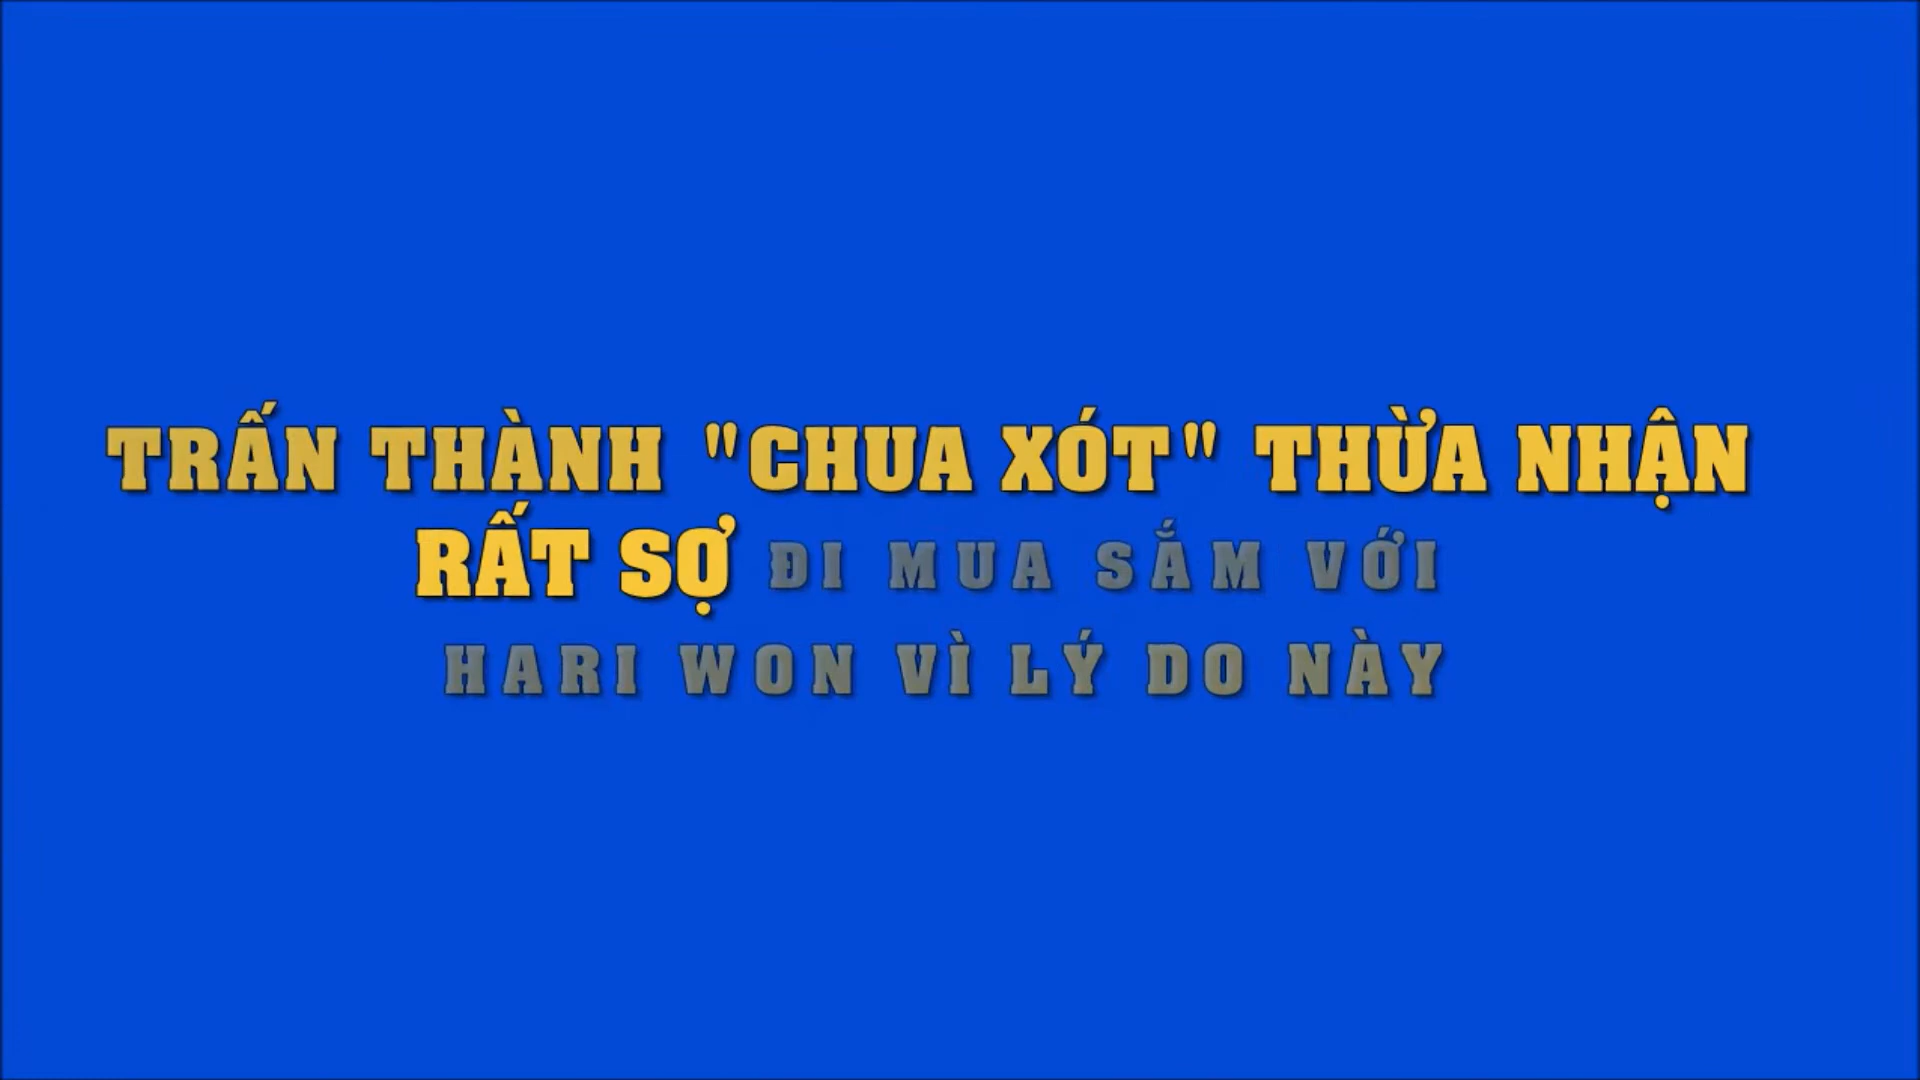 TRẤN THÀNH "CHUA XÓT" THỪA NHẬN
RẤT SỢ ĐI MUA SẮM VỚI
HARI WON VÌ LÝ DO NÀY